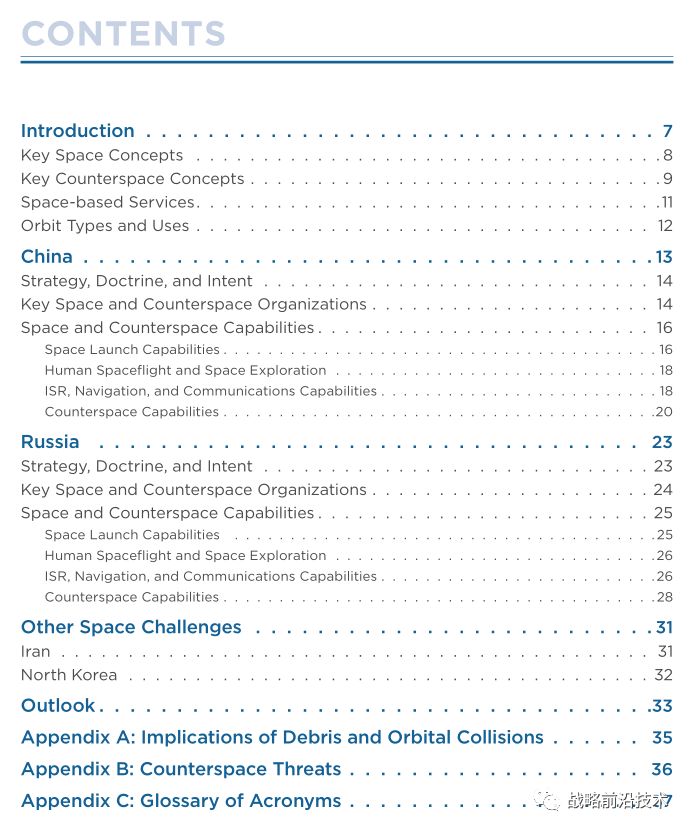 CONTENTS
Introduction . . . . . . . . . . . . . . . . . . . . . . . . . . . . . . . . 7
Key Space Concepts . . . . . . . . . . . . . . . . . . . . . . . . . . . . . . . . . . 8
Key Counterspace Concepts . . . . . . . . . . . . . . . . . . . . . . . . . . . . . . 9
Space-based Services . . . . . . . . . . . . . . . . . . . . . . . . . . . . . . . . . . 11
Orbit Types and Uses . . . . . . . . . . . . . . . . . . . . . . . . . . . . . . . . . . 12
China . . . . . . . . . . . . . . . . . . . . . . . . . . . . . . . . . . . . 13
Strategy, Doctrine, and Intent . . . . . . . . . . . . . . . . . . . . . . . . . . . . . 14
Key Space and Counterspace Organizations . . . . . . . . . . . . . . . . . . . . . 14
Space and Counterspace Capabilities . . . . . . . . . . . . . . . . . . . . . . . . . 16
Space Launch Capabilities . . . . . . . . . . . . . . . . . . . . . . . . . . . . . . . 16
Human Spaceflight and Space Exploration . . . . . . . . . . . . . . . . . . . . . . . 18
ISR, Navigation, and Communications Capabilities . . . . . . . . . . . . . . . . . . . . 18
Counterspace Capabilities . . . . . . . . . . . . . . . . . . . . . . . . . . . . . . . 20
Russia . . . . . . . . . . . . . . . . . . . . . . . . . . . . . . . . . . . 23
Strategy, Doctrine, and Intent . . . . . . . . . . . . . . . . . . . . . . . . . . . . . 23
Key Space and Counterspace Organizations . . . . . . . . . . . . . . . . . . . . . 24
Space and Counterspace Capabilities . . . . . . . . . . . . . . . . . . . . . . . . . 25
Space Launch Capabilities . . . . . . . . . . . . . . . . . . . . . . . . . . . . . . . 25
Human Spaceflight and Space Exploration . . . . . . . . . . . . . . . . . . . . . . . 26
ISR, Navigation, and Communications Capabilities . . . . . . . . . . . . . . . . . . . . 26
Counterspace Capabilities . . . . . . . . . . . . . . . . . . . . . . . . . . . . . . . 28
Other Space Challenges . . . . . . . . . . . . . . . . . . . . . . . . 31
Iran . . . . . . . . . . . . . . . . . . . . . . . . . . . . . . . . . . . . . . . . . . . 31
North Korea . . . . . . . . . . . . . . . . . . . . . . . . . . . . . . . . . . . . . . . 32
Outlook . . . . . . . . . . . . . . . . . . . . . . . . . . . . . . . . . . 33
Appendix A: Implications of Debris and Orbital Collisions . . . . . . 35
Appendix B: Counterspace Threats . . . . . . . . . . . . . . . . . . 36
Appendix C: Glossary of Acronyms . . . . . . . . . . . .
战略前沿技术